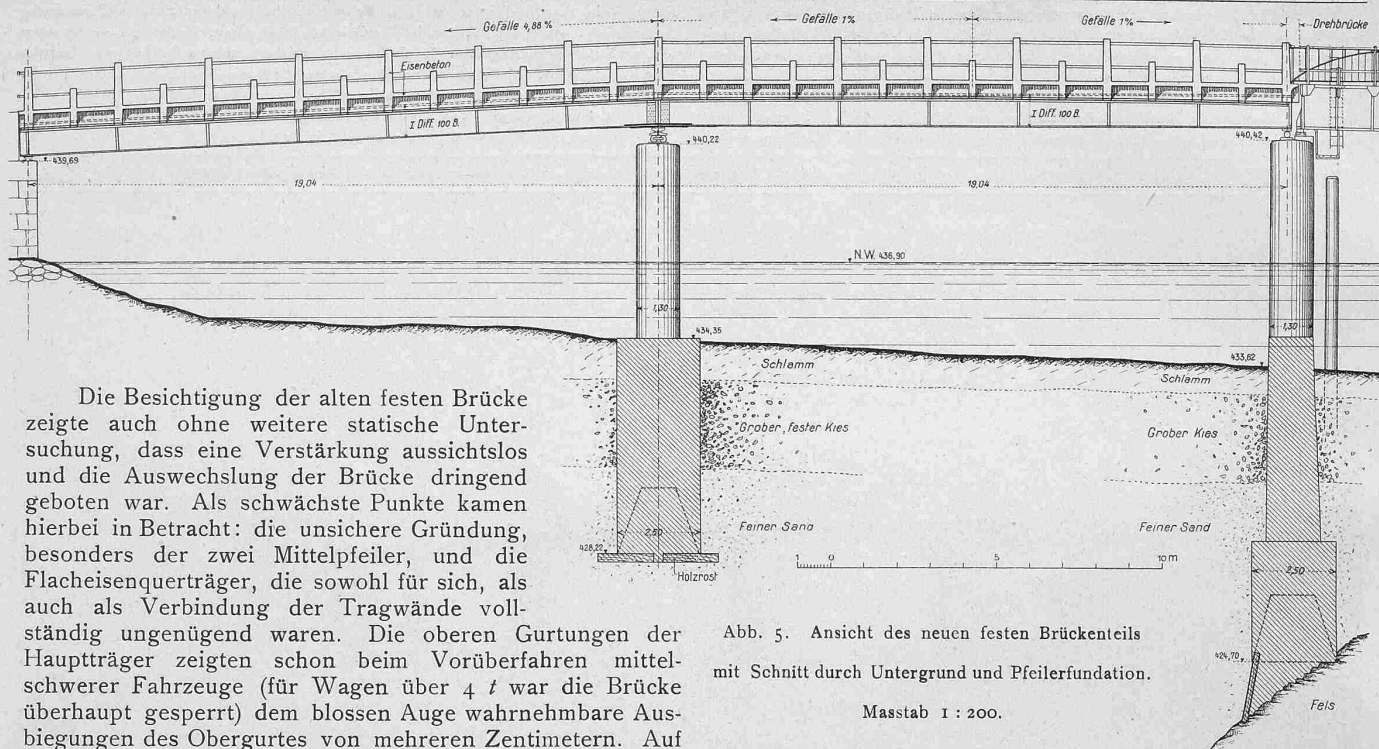 Gefälle 4,88 %
Gefälle 1%
Gefälle 1%
Drehbrücke
Eisenbeton
I Diff. 100 B.
I Diff. 100 B.
439,69
440,22
440,42
19,04
19,04
N.W. 436,90
1,30
1,30
434,35
433,62
Schlamm
Schlamm
Grober, fester Kies
Grober Kies
Feiner Sand
Feiner Sand
2,50
428,22
Holzrost
1 0 5 10 m
2,50
424,70
Fels
Die Besichtigung der alten festen Brücke
zeigte auch ohne weitere statische Unter-
suchung, dass eine Verstärkung aussichtslos
und die Auswechslung der Brücke dringend
geboten war. Als schwächste Punkte kamen
hierbei in Betracht: die unsichere Gründung,
besonders der zwei Mittelpfeiler, und die
Flacheisenquerträger, die sowohl für sich, als
auch als Verbindung der Tragwände voll-
ständig ungenügend waren. Die oberen Gurtungen der
Hauptträger zeigten schon beim Vorüberfahren mittel-
schwerer Fahrzeuge (für Wagen über 4 t war die Brücke
überhaupt gesperrt) dem blossen Auge wahrnehmbare Aus-
biegungen des Obergurtes von mehreren Zentimetern. Auf
Abb. 5. Ansicht des neuen festen Brückenteils
mit Schnitt durch Untergrund und Pfeilerfundation.
Masstab 1 : 200.